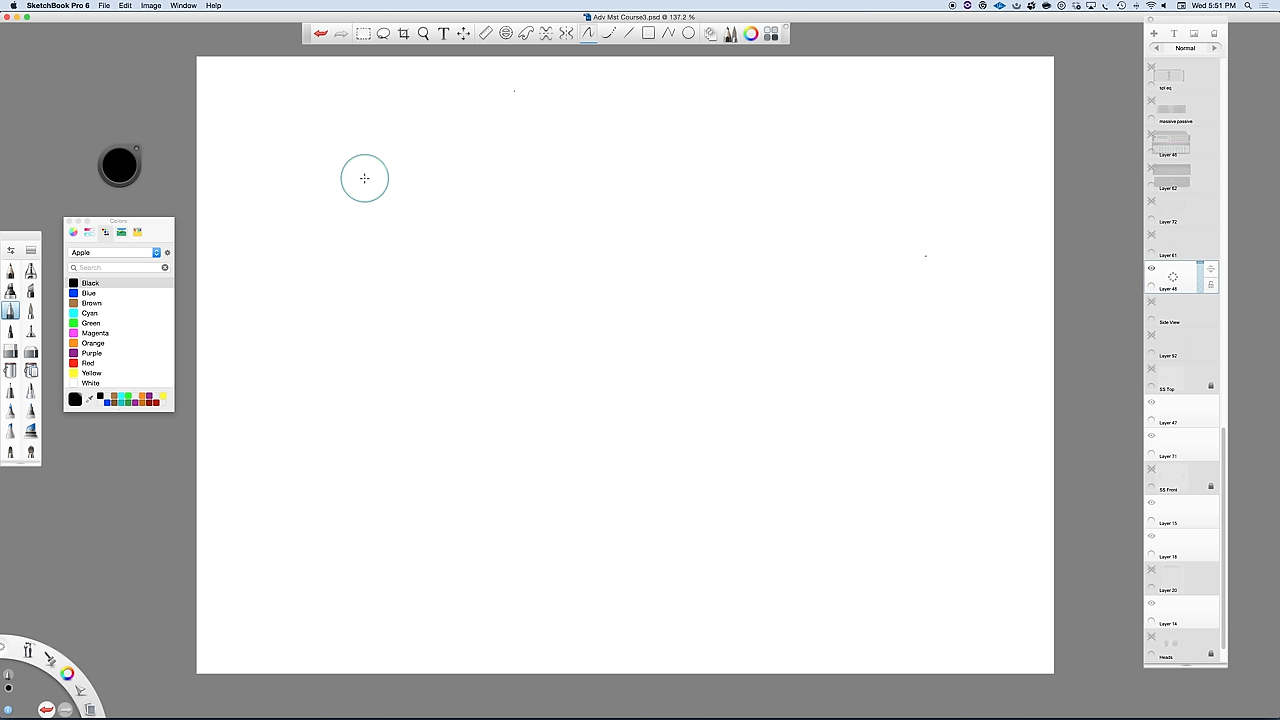 SketchBook Pro 6 File Edit Image Window Help
Wed 5:51 PM
Adv Mst Course3.psd @ 137.2 %
Normal
spl eq
massive passive
Layer 46
Layer 62
Layer 72
Layer 61
Layer 48
Side View
Layer 92
SS Top
Layer 47
Layer 31
SS Front
Layer 15
Layer 18
Layer 20
Layer 14
Heads
Colors
Apple
Search
Black
Blue
Brown
Cyan
Green
Magenta
Orange
Purple
Red
Yellow
White